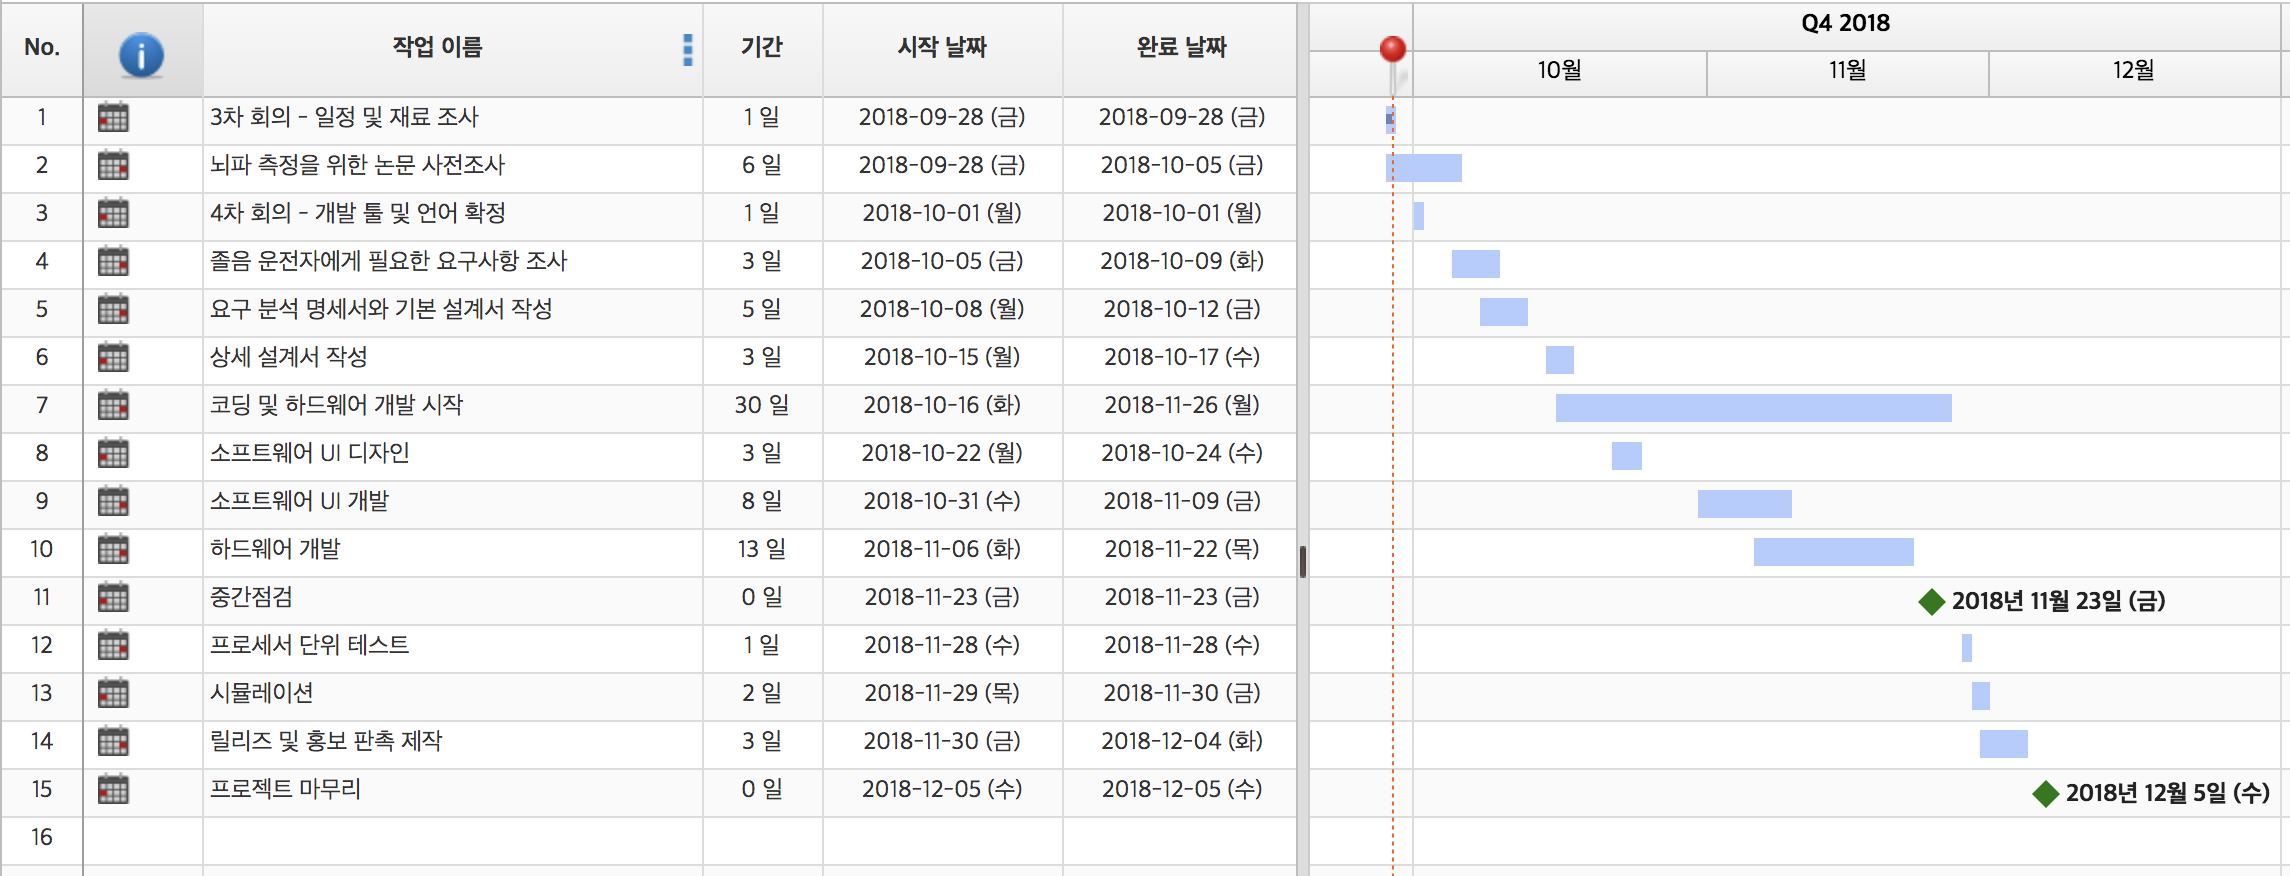 No. i 작업 이름 기간 시작 날짜 완료 날짜 Q4 2018
10월 11월 12월
1 3차 회의 - 일정 및 재료 조사 1 일 2018-09-28 (금) 2018-09-28 (금)
2 뇌파 측정을 위한 논문 사전조사 6 일 2018-09-28 (금) 2018-10-05 (금)
3 4차 회의 - 개발 툴 및 언어 확정 1 일 2018-10-01 (월) 2018-10-01 (월)
4 졸음 운전자에게 필요한 요구사항 조사 3 일 2018-10-05 (금) 2018-10-09 (화)
5 요구 분석 명세서와 기본 설계서 작성 5 일 2018-10-08 (월) 2018-10-12 (금)
6 상세 설계서 작성 3 일 2018-10-15 (월) 2018-10-17 (수)
7 코딩 및 하드웨어 개발 시작 30 일 2018-10-16 (화) 2018-11-26 (월)
8 소프트웨어 UI 디자인 3 일 2018-10-22 (월) 2018-10-24 (수)
9 소프트웨어 UI 개발 8 일 2018-10-31 (수) 2018-11-09 (금)
10 하드웨어 개발 13 일 2018-11-06 (화) 2018-11-22 (목)
11 중간점검 0 일 2018-11-23 (금) 2018-11-23 (금) 2018년 11월 23일 (금)
12 프로세서 단위 테스트 1 일 2018-11-28 (수) 2018-11-28 (수)
13 시뮬레이션 2 일 2018-11-29 (목) 2018-11-30 (금)
14 릴리즈 및 홍보 판촉 제작 3 일 2018-11-30 (금) 2018-12-04 (화)
15 프로젝트 마무리 0 일 2018-12-05 (수) 2018-12-05 (수) 2018년 12월 5일 (수)
16